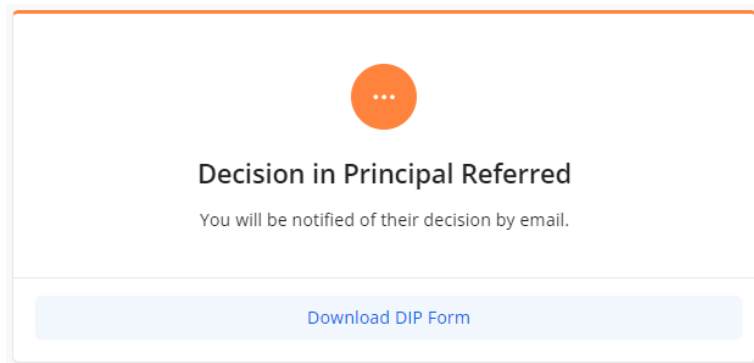 Decision in Principal Referred
You will be notified of their decision by email.
Download DIP Form